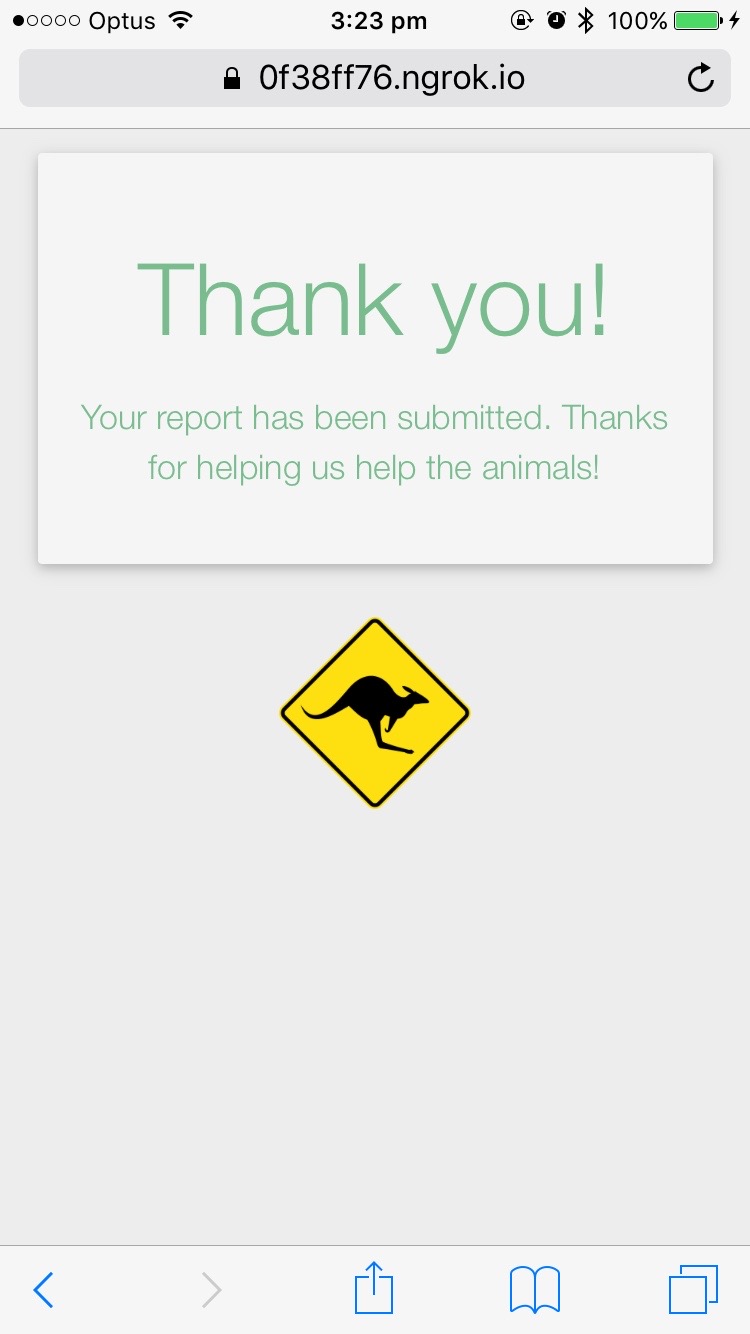 Optus 3:23 pm 100%
0f38ff76.ngrok.io
Thank you!
Your report has been submitted. Thanks
for helping us help the animals!